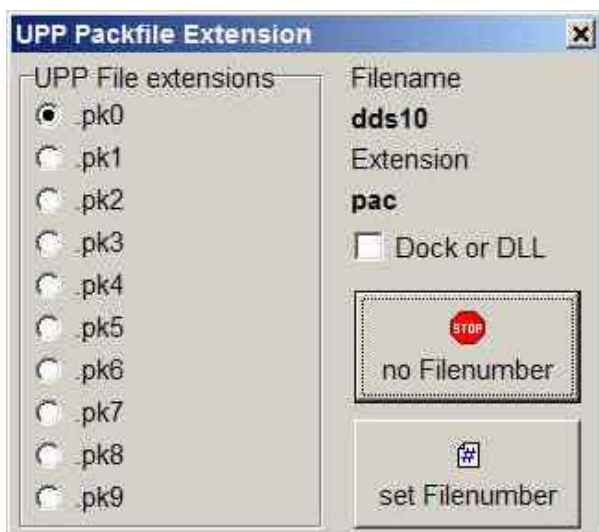 UPP Packfile Extension
UPP File extensions
.pk0
.pk1
.pk2
.pk3
.pk4
.pk5
.pk6
.pk7
.pk8
.pk9
Filename
dds10
Extension
pac
Dock or DLL
STOP
no Filenumber
#
set Filenumber